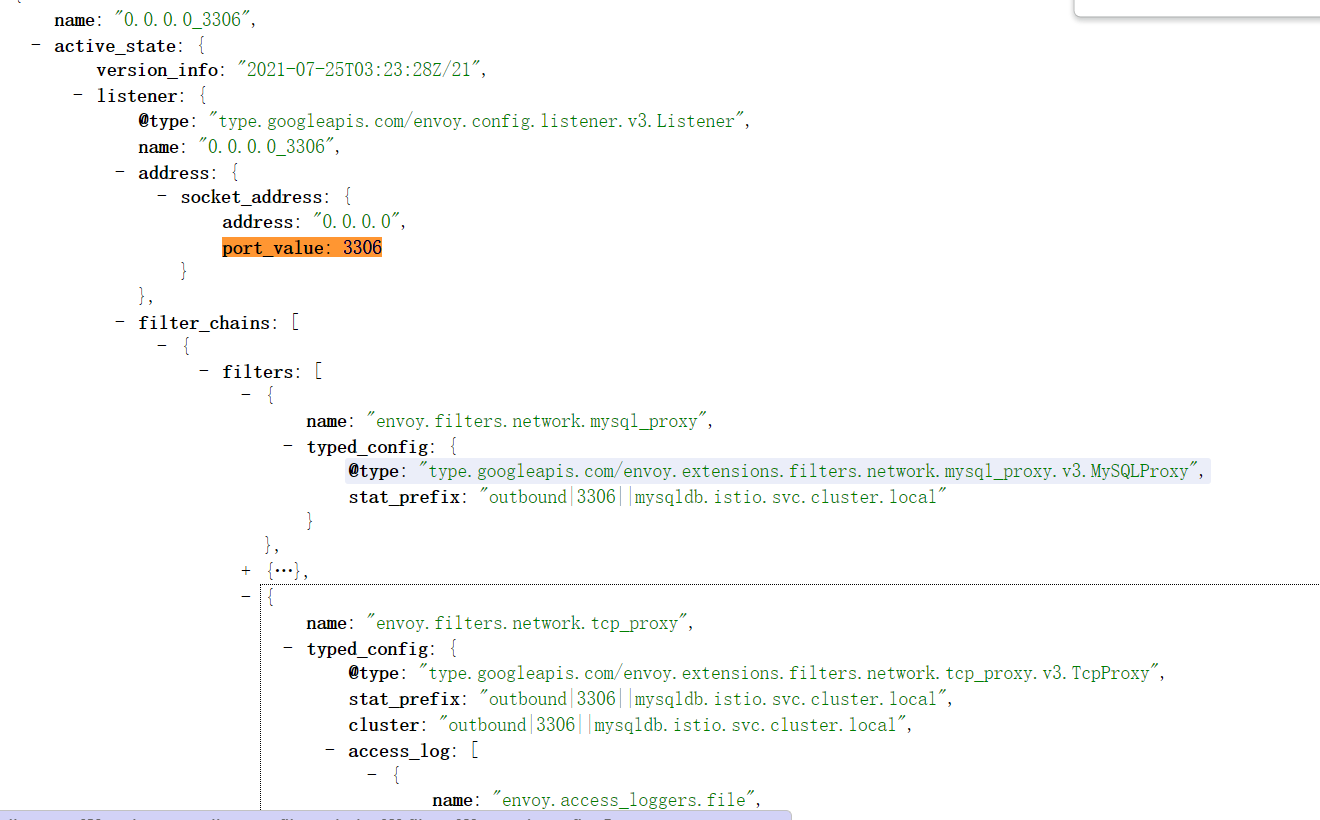 name: "0.0.0.0_3306",
- active_state: {
version_info: "2021-07-25T03:23:28Z/21",
- listener: {
@type: "type.googleapis.com/envoy.config.listener.v3.Listener",
name: "0.0.0.0_3306",
- address: {
- socket_address: {
address: "0.0.0.0",
port_value: 3306
}
},
- filter_chains: [
- {
- filters: [
- {
name: "envoy.filters.network.mysql_proxy",
- typed_config: {
@type: "type.googleapis.com/envoy.extensions.filters.network.mysql_proxy.v3.MySQLProxy",
stat_prefix: "outbound|3306||mysqldb.istio.svc.cluster.local"
}
},
+ {…},
- {
name: "envoy.filters.network.tcp_proxy",
- typed_config: {
@type: "type.googleapis.com/envoy.extensions.filters.network.tcp_proxy.v3.TcpProxy",
stat_prefix: "outbound|3306||mysqldb.istio.svc.cluster.local",
cluster: "outbound|3306||mysqldb.istio.svc.cluster.local",
- access_log: [
- {
name: "envoy.access_loggers.file",